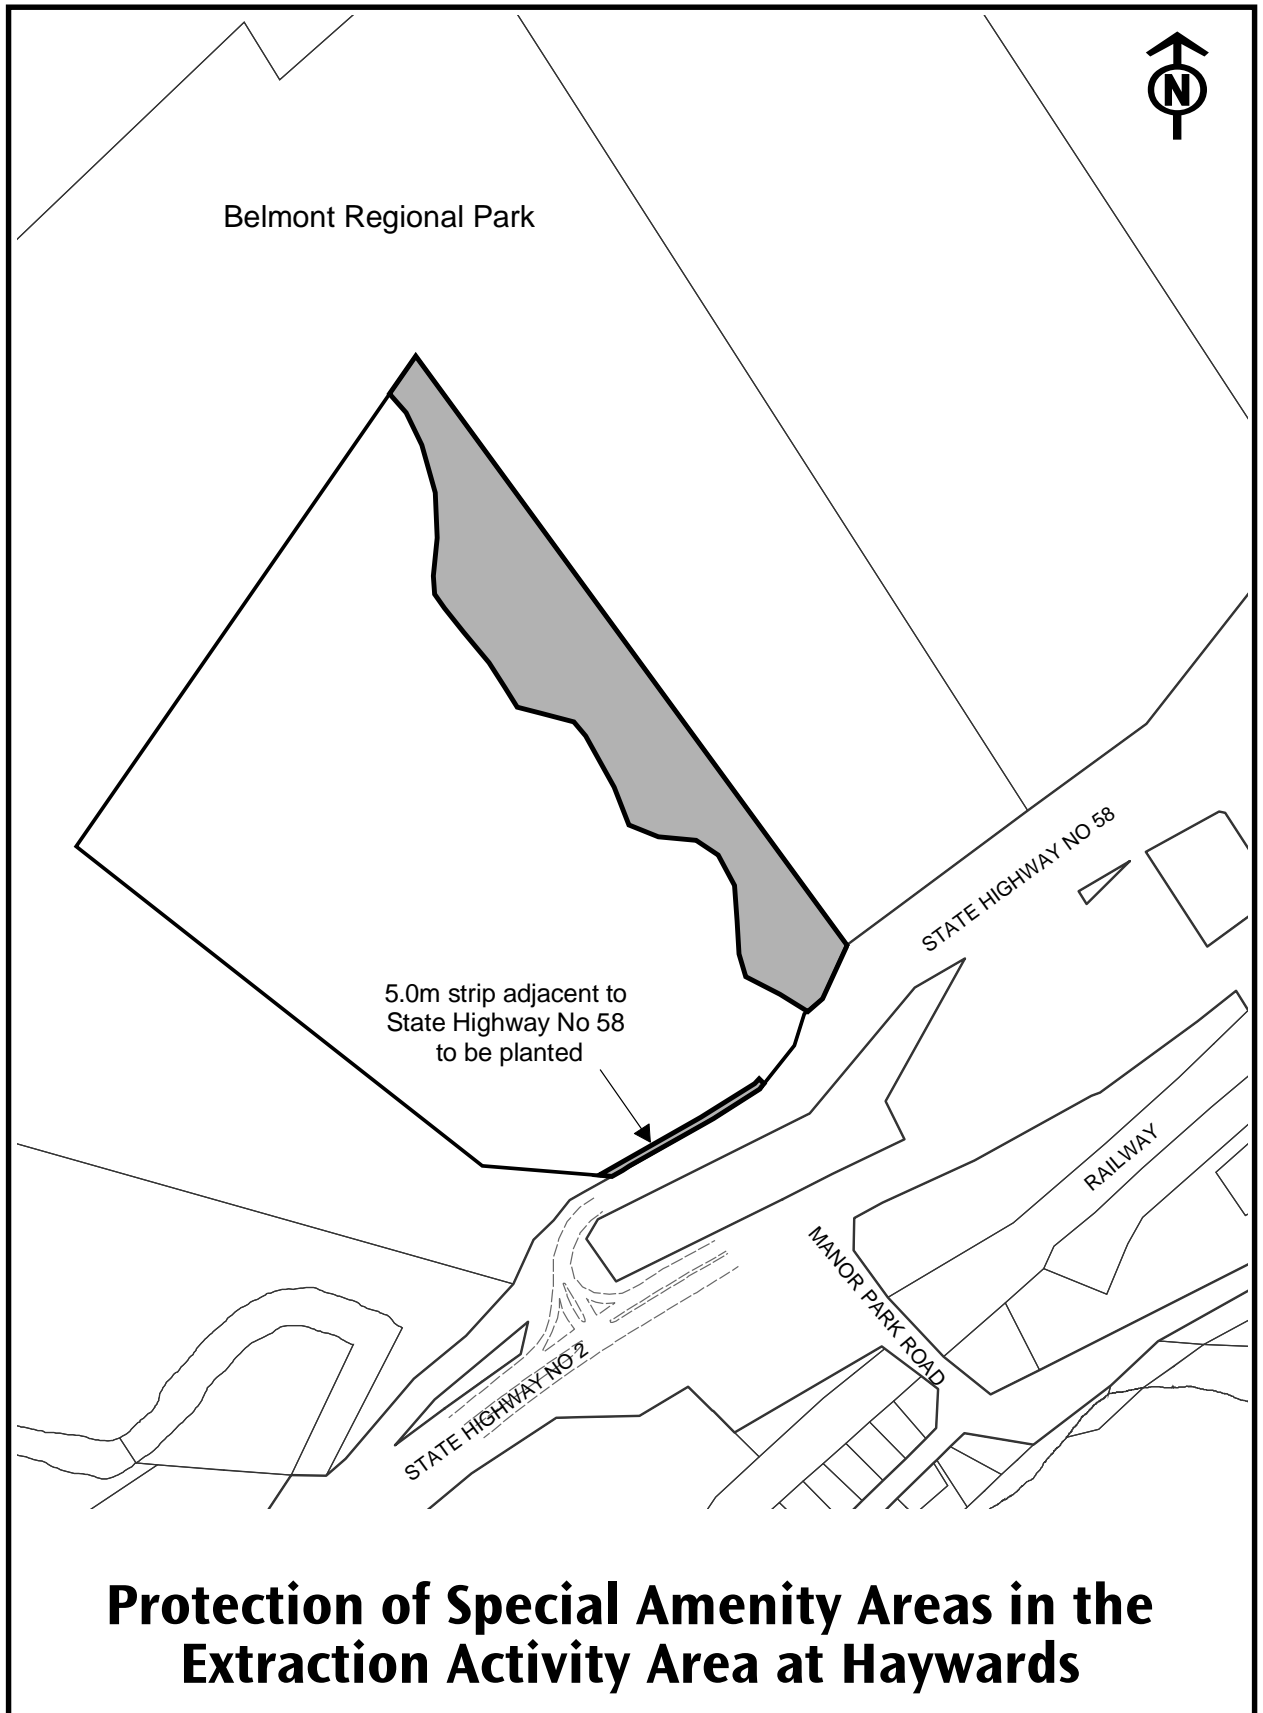 N
Belmont Regional Park
STATE HIGHWAY NO 58
5.0m strip adjacent to
State Highway No 58
to be planted
RAILWAY
MANOR PARK ROAD
STATE HIGHWAY NO 2
Protection of Special Amenity Areas in the
Extraction Activity Area at Haywards